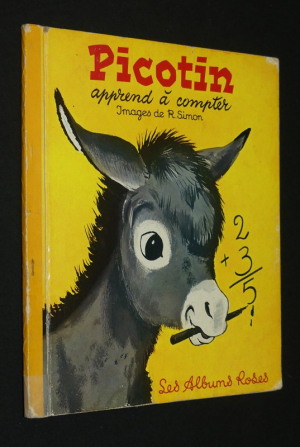 Picotin
apprend à compter
Images de R. Simon
2
+ 3
5
Les Albums Roses